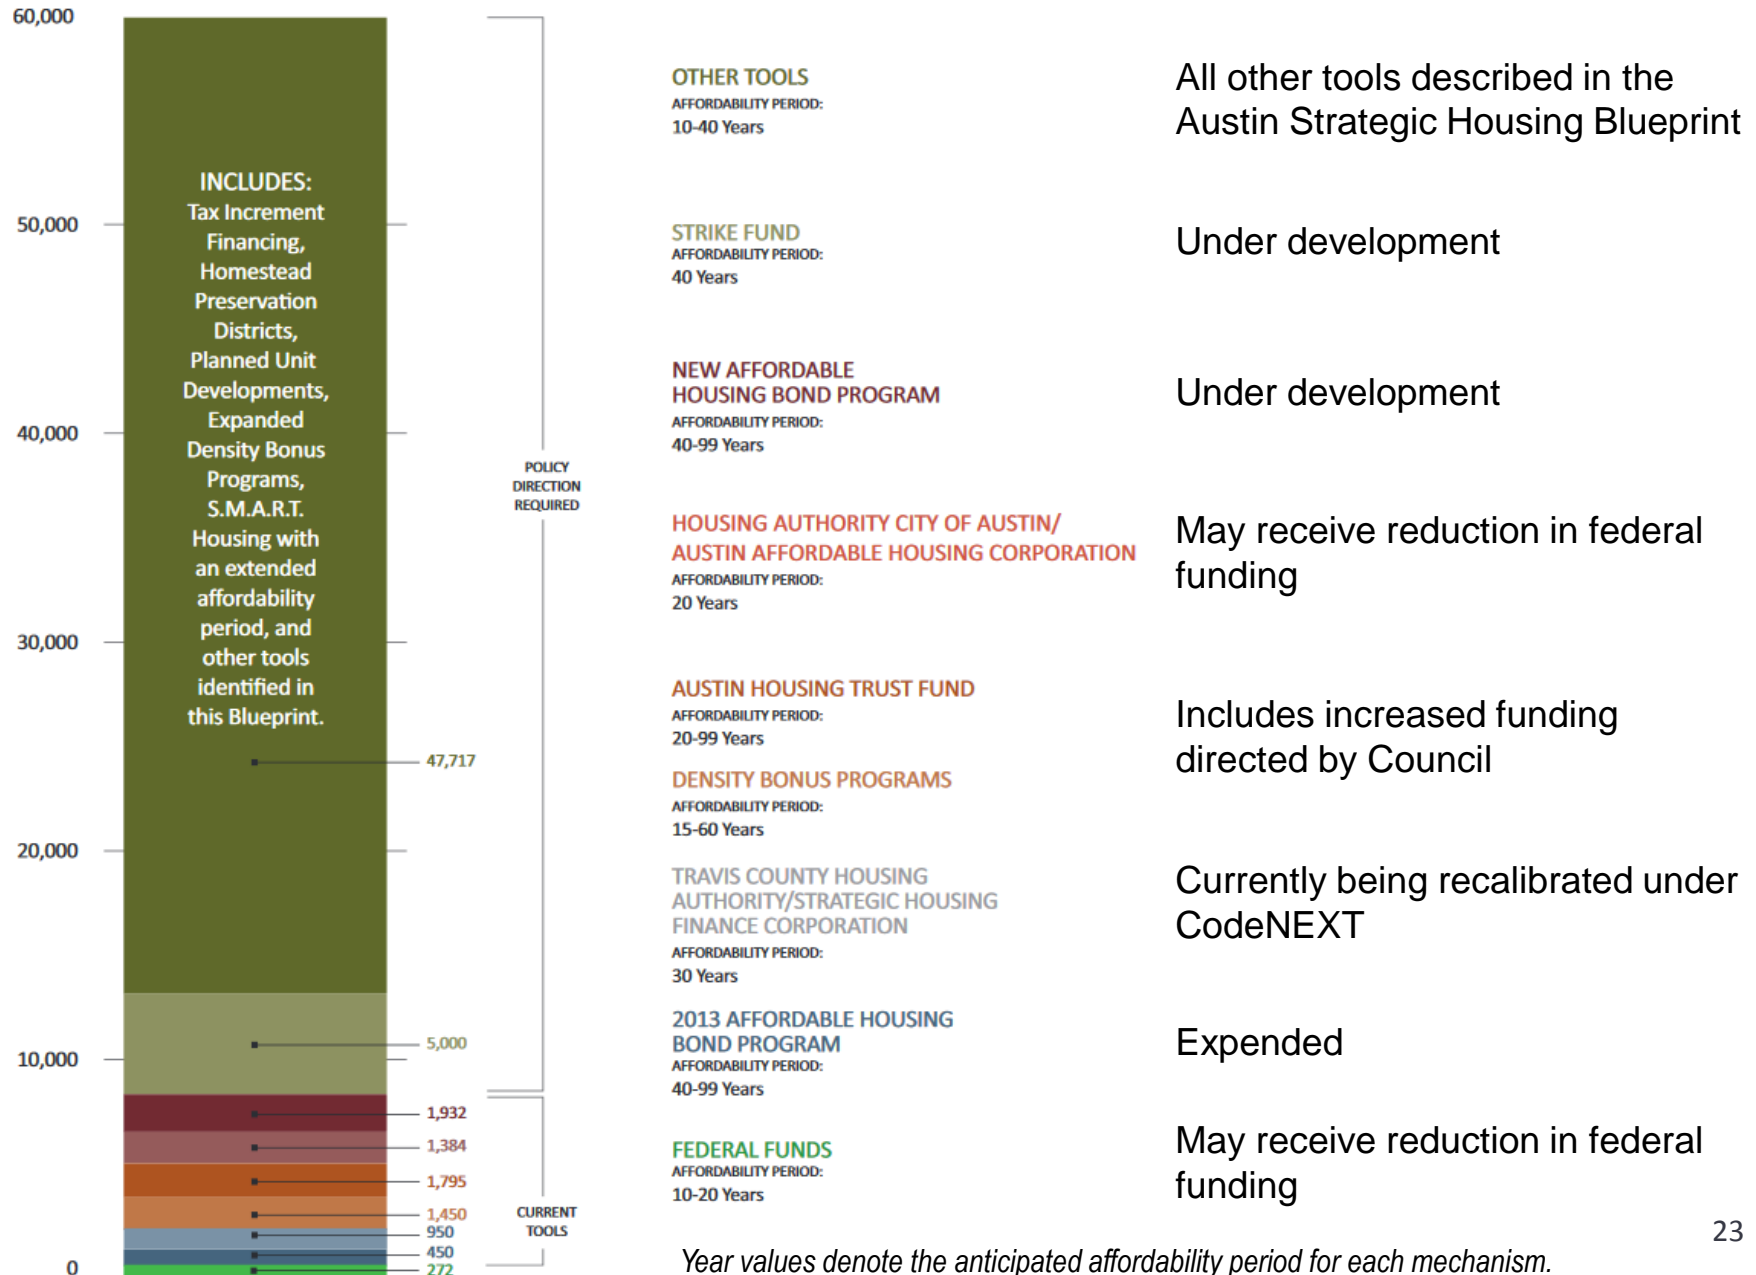 60,000
50,000
40,000
30,000
20,000
10,000
0
INCLUDES:
Tax Increment
Financing,
Homestead
Preservation
Districts,
Planned Unit
Developments,
Expanded
Density Bonus
Programs,
S.M.A.R.T.
Housing with
an extended
affordability
period, and
other tools
identified in
this Blueprint.
47,717
5,000
1,932
1,384
1,795
1,450
950
450
272
POLICY
DIRECTION
REQUIRED
CURRENT
TOOLS
OTHER TOOLS
AFFORDABILITY PERIOD:
10-40 Years
All other tools described in the
Austin Strategic Housing Blueprint
STRIKE FUND
AFFORDABILITY PERIOD:
40 Years
Under development
NEW AFFORDABLE
HOUSING BOND PROGRAM
AFFORDABILITY PERIOD:
40-99 Years
Under development
HOUSING AUTHORITY CITY OF AUSTIN/
AUSTIN AFFORDABLE HOUSING CORPORATION
AFFORDABILITY PERIOD:
20 Years
May receive reduction in federal
funding
AUSTIN HOUSING TRUST FUND
AFFORDABILITY PERIOD:
20-99 Years
Includes increased funding
directed by Council
DENSITY BONUS PROGRAMS
AFFORDABILITY PERIOD:
15-60 Years
TRAVIS COUNTY HOUSING
AUTHORITY/STRATEGIC HOUSING
FINANCE CORPORATION
AFFORDABILITY PERIOD:
30 Years
Currently being recalibrated under
CodeNEXT
2013 AFFORDABLE HOUSING
BOND PROGRAM
AFFORDABILITY PERIOD:
40-99 Years
Expended
FEDERAL FUNDS
AFFORDABILITY PERIOD:
10-20 Years
May receive reduction in federal
funding
23
Year values denote the anticipated affordability period for each mechanism.